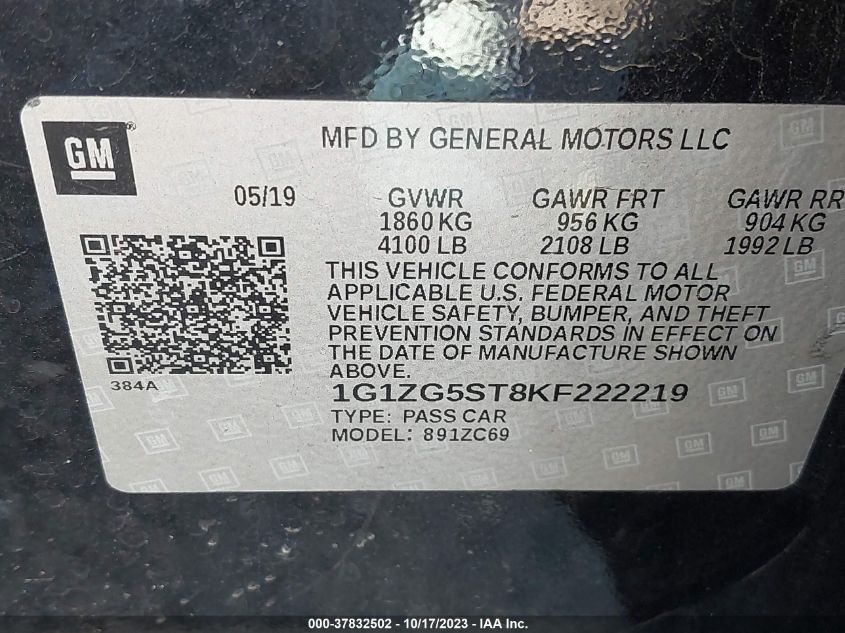 GM®
MFD BY GENERAL MOTORS LLC
05/19
GVWR GAWR FRT GAWR RR
1860 KG 956 KG 904 KG
4100 LB 2108 LB 1992 LB
THIS VEHICLE CONFORMS TO ALL
APPLICABLE U.S. FEDERAL MOTOR
VEHICLE SAFETY, BUMPER, AND THEFT
PREVENTION STANDARDS IN EFFECT ON
THE DATE OF MANUFACTURE SHOWN
ABOVE.
384A
1G1ZG5ST8KF222219
TYPE: PASS CAR
MODEL: 891ZC69
000-37832502 - 10/17/2023 - IAA Inc.